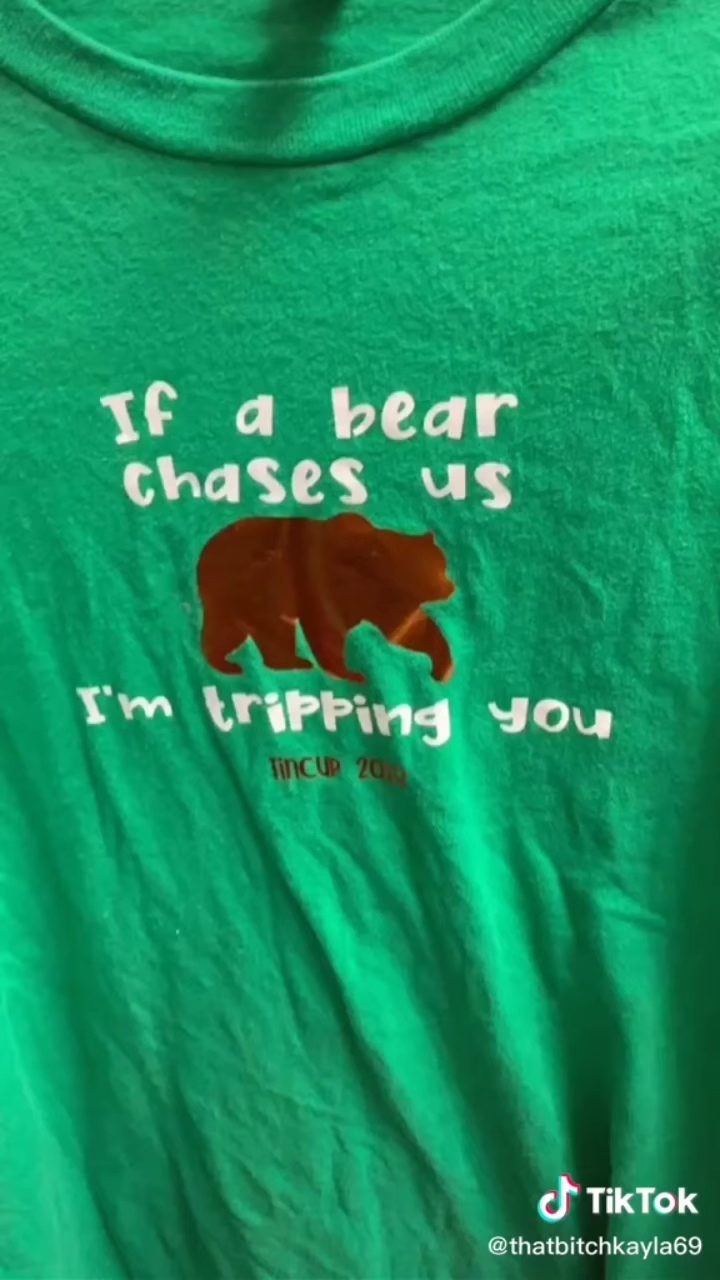 If a bear
chases us
I'm tripping you
TinCUP
TikTok
@thatbitchkayla69